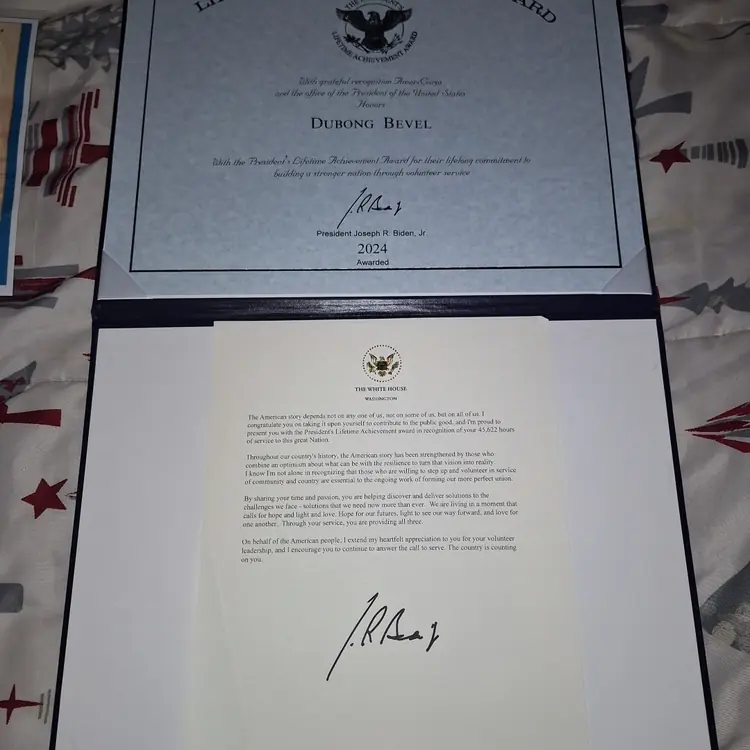 LI
ARD
LIFETIME ACHIEVEMENT AWARD
With grateful recognition AmeriCorps
and the office of the President of the United States
Honors
DUBONG BEVEL
With the President's Lifetime Achievement Award for their lifelong commitment to
building a stronger nation through volunteer service
President Joseph R. Biden, Jr.
2024
Awarded
THE WHITE HOUSE
WASHINGTON
The American story depends not on any one of us, not on some of us, but on all of us. I
congratulate you on taking it upon yourself to contribute to the public good, and I'm proud to
present you with the President's Lifetime Achievement award in recognition of your 45,622 hours
of service to this great Nation.
Throughout our country's history, the American story has been strengthened by those who
combine an optimism about what can be with the resilience to turn that vision into reality
I know I'm not alone in recognizing that those who are willing to step up and volunteer in service
of community and country are essential to the ongoing work of forming our more perfect union.
By sharing your time and passion, you are helping discover and deliver solutions to the
challenges we face - solutions that we need now more than ever. We are living in a moment that
calls for hope and light and love. Hope for our futures, light to see our way forward, and love for
one another. Through your service, you are providing all three.
On behalf of the American people, I extend my heartfelt appreciation to you for your volunteer
leadership, and I encourage you to continue to answer the call to serve. The country is counting
on you.